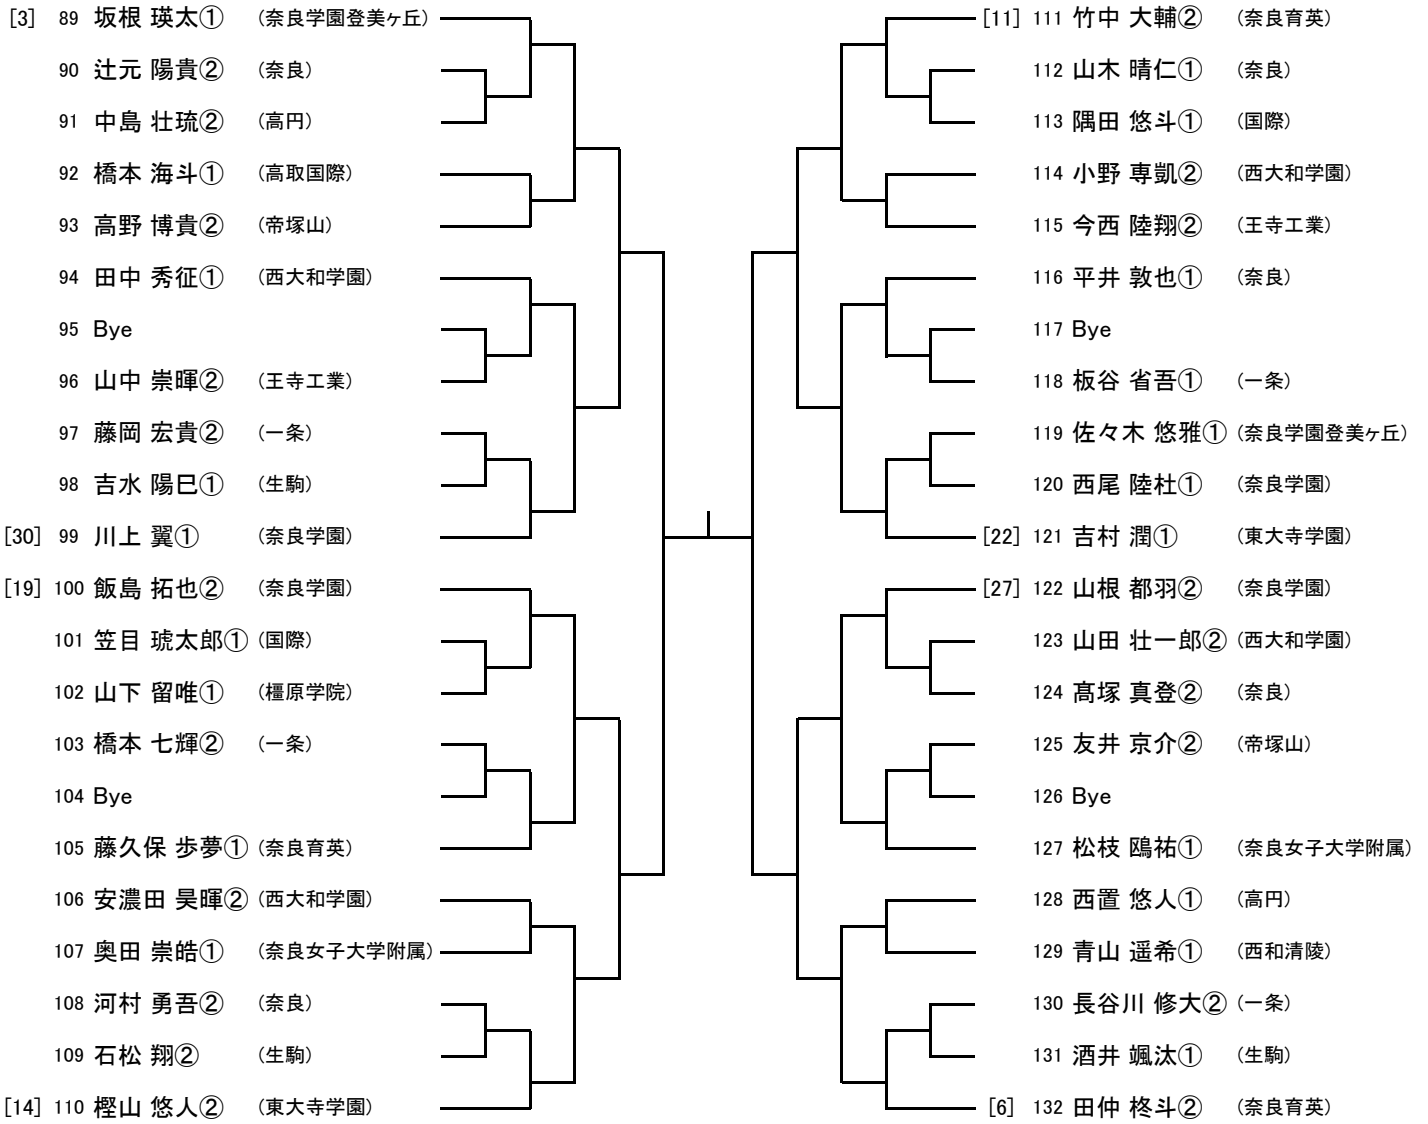 [3] 89 坂根 瑛太① (奈良学園登美ヶ丘)
90 辻元 陽貴② (奈良)
91 中島 壮琉② (高円)
92 橋本 海斗① (高取国際)
93 高野 博貴② (帝塚山)
94 田中 秀征① (西大和学園)
95 Bye
96 山中 崇暉② (王寺工業)
97 藤岡 宏貴② (一条)
98 吉水 陽巳① (生駒)
[30] 99 川上 翼① (奈良学園)
[19] 100 飯島 拓也② (奈良学園)
101 笠目 琥太郎① (国際)
102 山下 留唯① (橿原学院)
103 橋本 七輝② (一条)
104 Bye
105 藤久保 歩夢① (奈良育英)
106 安濃田 昊暉② (西大和学園)
107 奥田 崇皓① (奈良女子大学附属)
108 河村 勇吾② (奈良)
109 石松 翔② (生駒)
[14] 110 樫山 悠人② (東大寺学園)
[11] 111 竹中 大輔② (奈良育英)
112 山木 晴仁① (奈良)
113 隅田 悠斗① (国際)
114 小野 専凱② (西大和学園)
115 今西 陸翔② (王寺工業)
116 平井 敦也① (奈良)
117 Bye
118 板谷 省吾① (一条)
119 佐々木 悠雅① (奈良学園登美ヶ丘)
120 西尾 陸杜① (奈良学園)
[22] 121 吉村 潤① (東大寺学園)
[27] 122 山根 都羽② (奈良学園)
123 山田 壮一郎② (西大和学園)
124 髙塚 真登② (奈良)
125 友井 京介② (帝塚山)
126 Bye
127 松枝 鴎祐① (奈良女子大学附属)
128 西置 悠人① (高円)
129 青山 遥希① (西和清陵)
130 長谷川 修大② (一条)
131 酒井 颯汰① (生駒)
[6] 132 田仲 柊斗② (奈良育英)